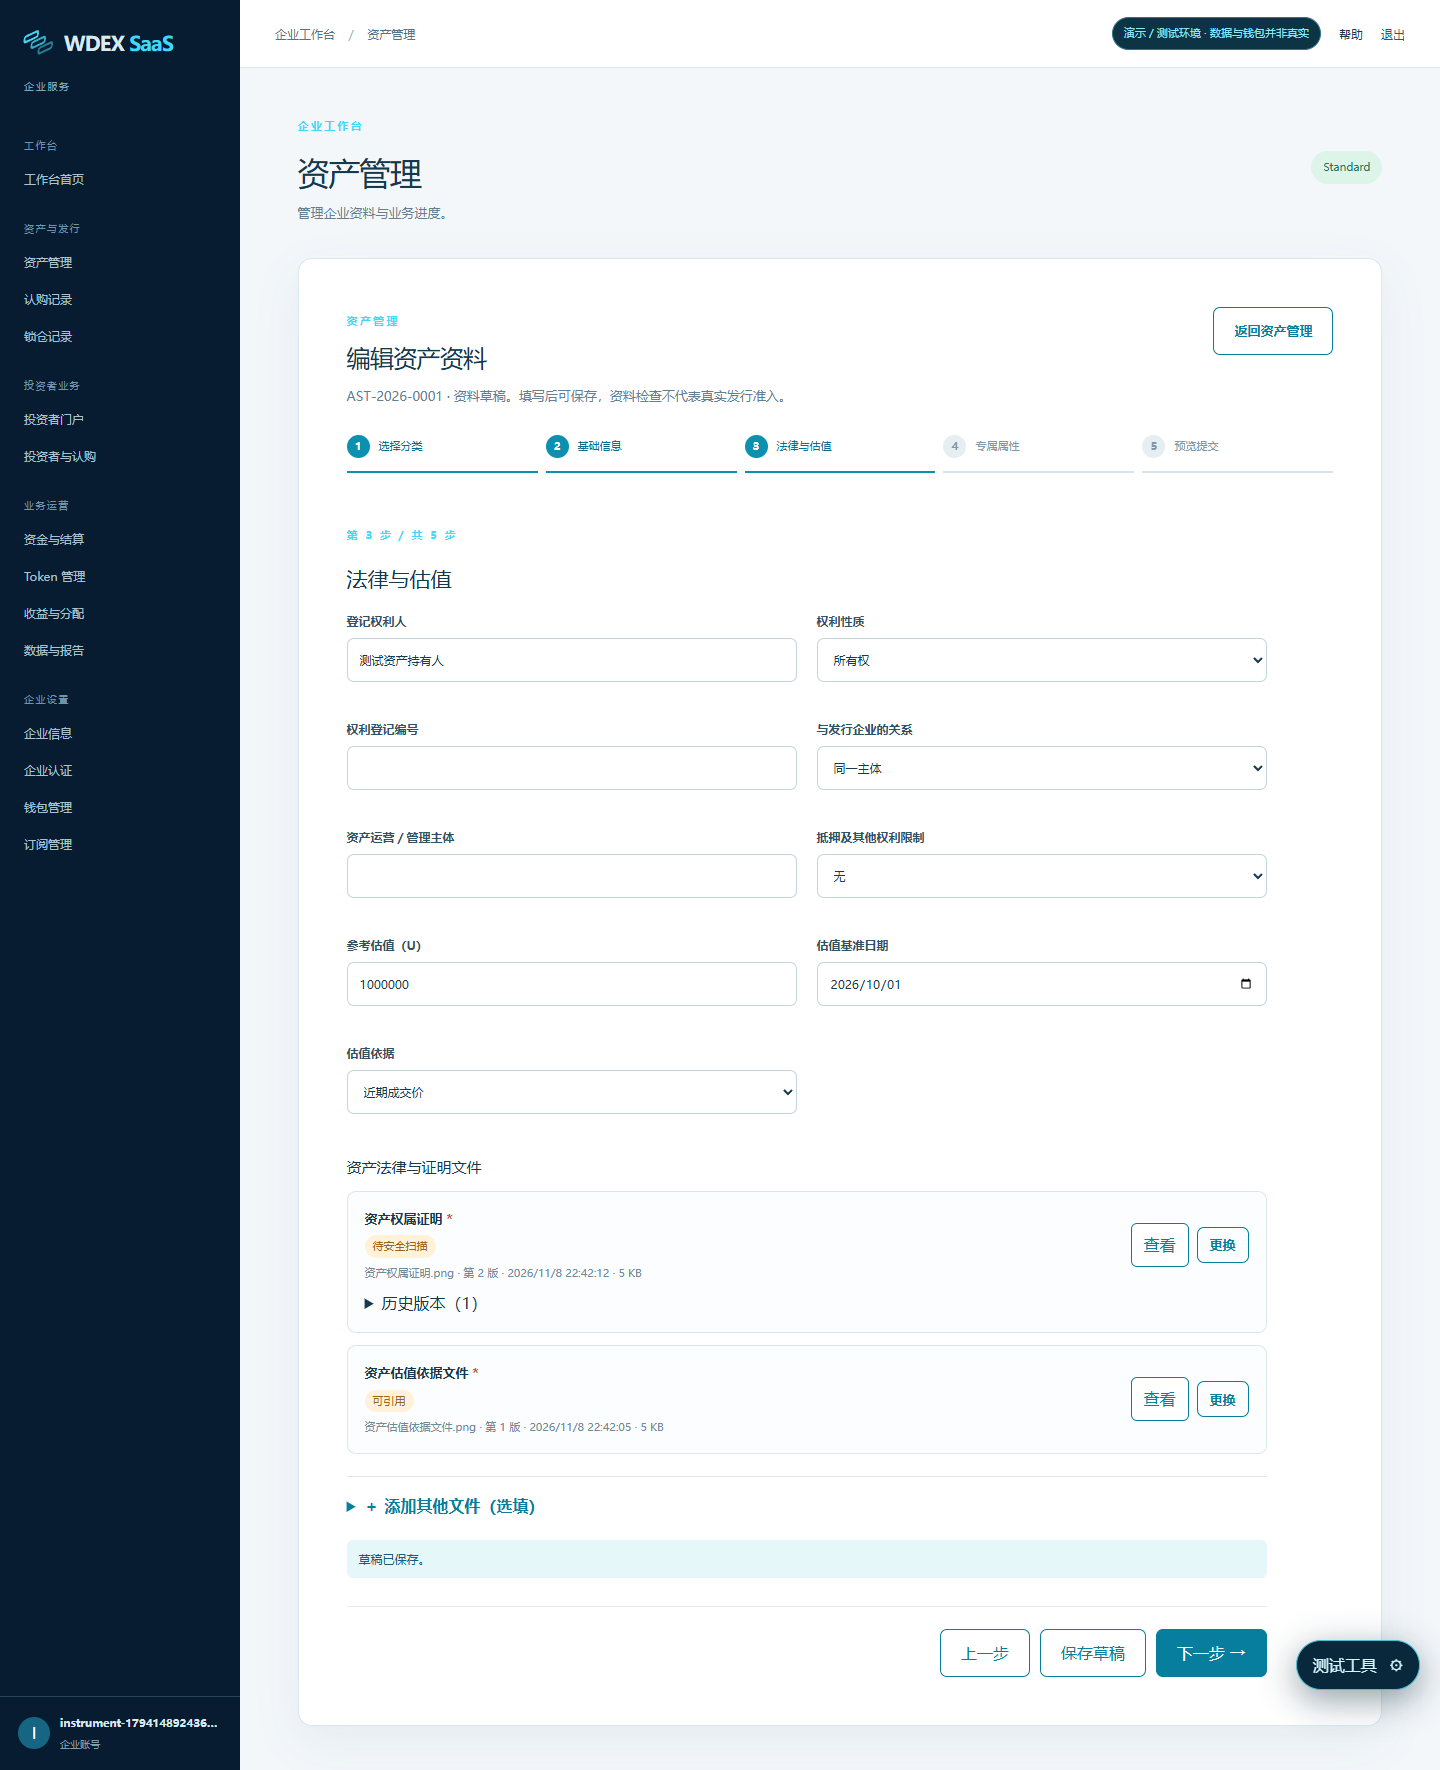 WDEX SaaS
企业服务
工作台
工作台首页
资产与发行
资产管理
认购记录
锁仓记录
投资者业务
投资者门户
投资者与认购
业务运营
资金与结算
Token 管理
收益与分配
数据与报告
企业设置
企业信息
企业认证
钱包管理
订阅管理
I
instrument-179414892436...
企业账号
企业工作台 / 资产管理
演示 / 测试环境 · 数据与钱包并非真实
帮助
退出
企业工作台
资产管理
管理企业资料与业务进度。
Standard
资产管理
编辑资产资料
AST-2026-0001 · 资料草稿。填写后可保存，资料检查不代表真实发行准入。
返回资产管理
1 选择分类
2 基础信息
3 法律与估值
4 专属属性
5 预览提交
第 3 步 / 共 5 步
法律与估值
登记权利人
测试资产持有人
权利性质
所有权
权利登记编号
与发行企业的关系
同一主体
资产运营 / 管理主体
抵押及其他权利限制
无
参考估值（U）
1000000
估值基准日期
2026/10/01
估值依据
近期成交价
资产法律与证明文件
资产权属证明 *
待安全扫描
资产权属证明.png · 第 2 版 · 2026/11/8 22:42:12 · 5 KB
▶ 历史版本（1）
查看
更换
资产估值依据文件 *
可引用
资产估值依据文件.png · 第 1 版 · 2026/11/8 22:42:05 · 5 KB
查看
更换
▶ + 添加其他文件（选填）
草稿已保存。
上一步
保存草稿
下一步 →
测试工具 ⚙